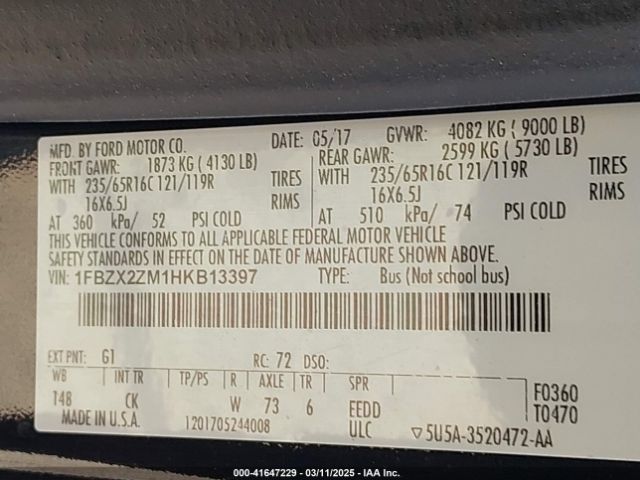 MFD. BY FORD MOTOR CO. DATE: 05/17 GVWR: 4082 KG ( 9000 LB)
FRONT GAWR: 1873 KG ( 4130 LB) REAR GAWR: 2599 KG ( 5730 LB)
WITH 235/65R16C 121/119R TIRES WITH 235/65R16C 121/119R TIRES
16X6.5J RIMS 16X6.5J RIMS
AT 360 kPa/ 52 PSI COLD AT 510 kPa/ 74 PSI COLD
THIS VEHICLE CONFORMS TO ALL APPLICABLE FEDERAL MOTOR VEHICLE
SAFETY STANDARDS IN EFFECT ON THE DATE OF MANUFACTURE SHOWN ABOVE.
VIN: 1FBZX2ZM1HKB13397 TYPE: Bus (Not school bus)
EXT PNT: G1 RC: 72 DSO:
WB INT TR TP/PS R AXLE TR SPR F0360
148 CK W 73 6 EEDD T0470
MADE IN U.S.A. 1201705244008 ULC ▽5U5A-3520472-AA
000-41647229 - 03/11/2025 - IAA Inc.